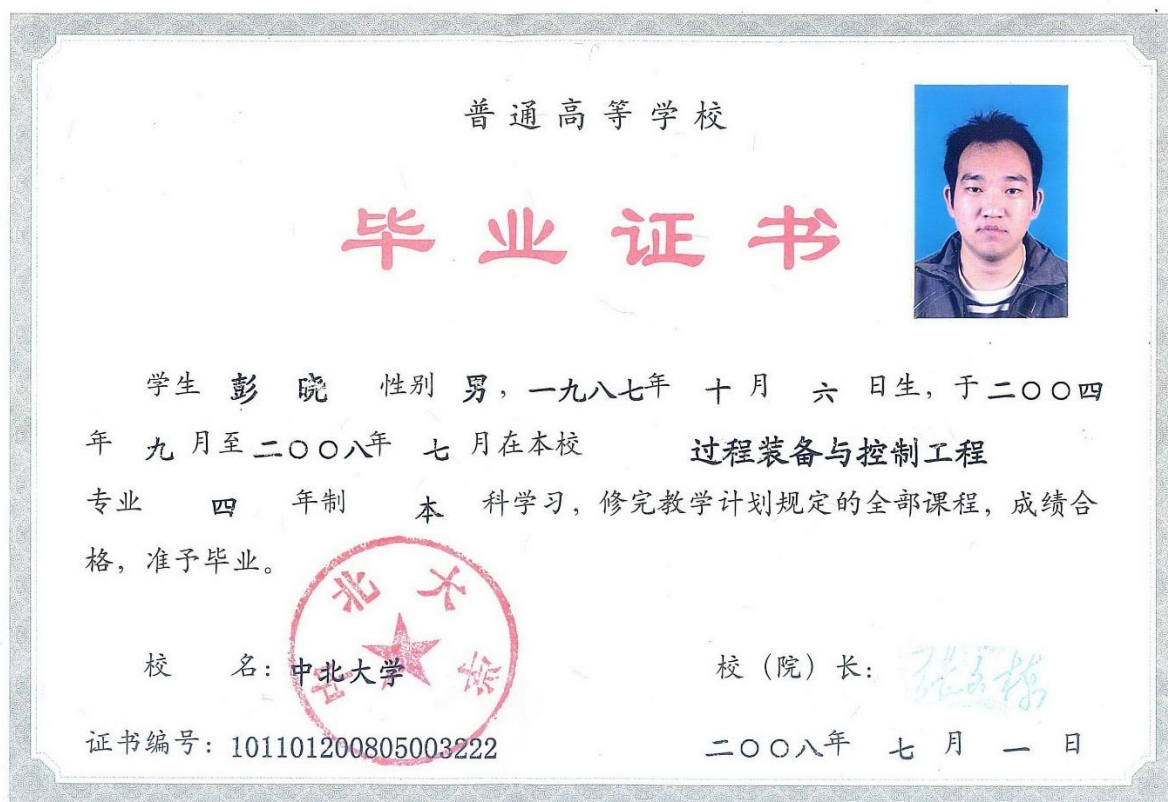 普通高等学校
毕业证书
学生 彭 晓 性别 男，一九八七年 十月 六 日生，于二〇〇四
年 九 月至二〇〇八年 七 月在本校 过程装备与控制工程
专业 四 年制 本 科学习，修完教学计划规定的全部课程，成绩合
格，准予毕业。
中北大学
校 名：中北大学 校（院）长：
证书编号：101101200805003222 二〇〇八年 七 月 一 日